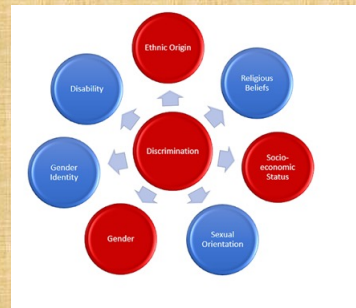 Ethnic Origin
Religious
Beliefs
Socio-
economic
Status
Sexual
Orientation
Gender
Gender
Identity
Disability
Discrimination